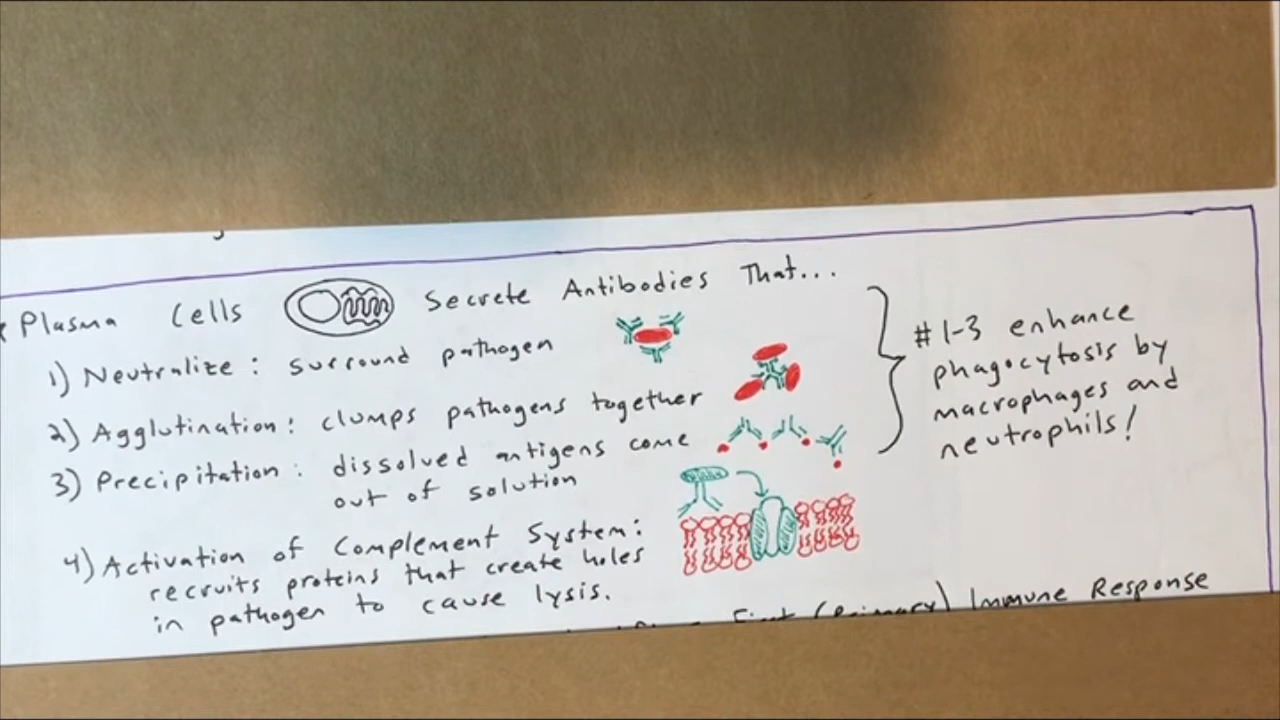 Plasma Cells Secrete Antibodies That...
1) Neutralize: surround pathogen
2) Agglutination: clumps pathogens together
3) Precipitation: dissolved antigens come
out of solution
4) Activation of Complement System:
recruits proteins that create holes
in pathogen to cause lysis.
#1-3 enhance
phagocytosis by
macrophages and
neutrophils!
First (Primary) Immune Response